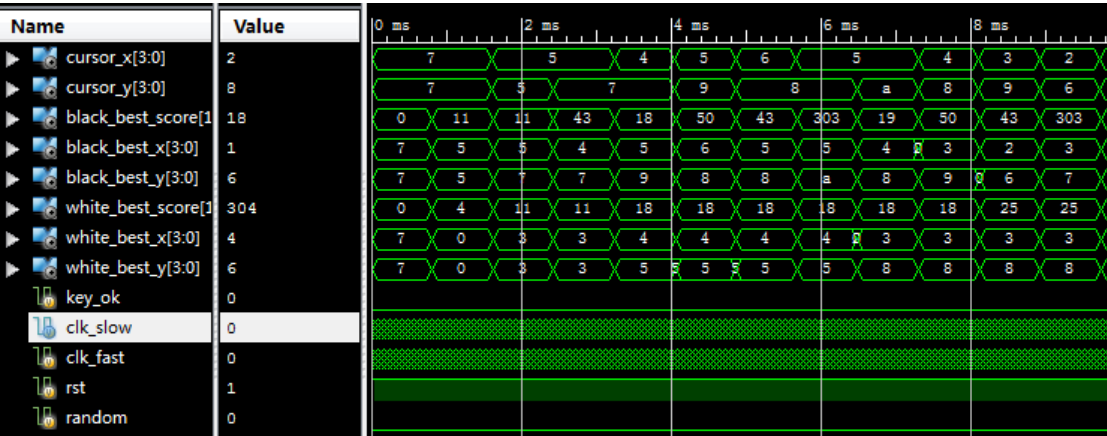 Name Value 0 ms 2 ms 4 ms 6 ms 8 ms
cursor_x[3:0] 2 7 5 4 5 6 5 4 3 2
cursor_y[3:0] 8 7 5 7 9 8 a 8 9 6
black_best_score[1 18 0 11 11 43 18 50 43 303 19 50 43 303
black_best_x[3:0] 1 7 5 5 4 5 6 5 5 4 3 2 3
black_best_y[3:0] 6 7 5 7 7 9 8 8 a 8 9 6 7
white_best_score[1 304 0 4 11 11 18 18 18 18 18 18 25 25
white_best_x[3:0] 4 7 0 3 3 4 4 4 4 3 3 3 3
white_best_y[3:0] 6 7 0 3 3 5 5 5 5 8 8 8 8
key_ok 0
clk_slow 0
clk_fast 0
rst 1
random 0